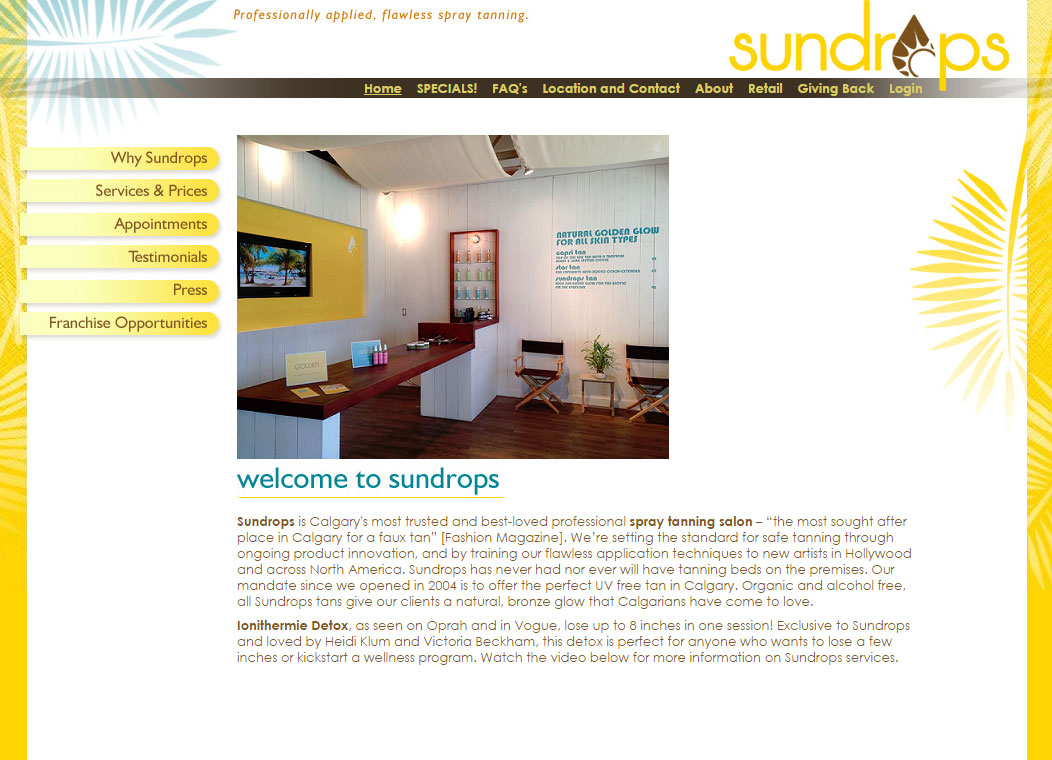 Professionally applied, flawless spray tanning.
sundrops
Home SPECIALS! FAQ's Location and Contact About Retail Giving Back Login
Why Sundrops
Services & Prices
Appointments
Testimonials
Press
Franchise Opportunities
NATURAL GOLDEN GLOW
FOR ALL SKIN TYPES
capri tan
star tan
sundrops tan
GOLDEN
welcome to sundrops
Sundrops is Calgary's most trusted and best-loved professional spray tanning salon – “the most sought after
place in Calgary for a faux tan” [Fashion Magazine]. We’re setting the standard for safe tanning through
ongoing product innovation, and by training our flawless application techniques to new artists in Hollywood
and across North America. Sundrops has never had nor ever will have tanning beds on the premises. Our
mandate since we opened in 2004 is to offer the perfect UV free tan in Calgary. Organic and alcohol free,
all Sundrops tans give our clients a natural, bronze glow that Calgarians have come to love.
Ionithermie Detox, as seen on Oprah and in Vogue, lose up to 8 inches in one session! Exclusive to Sundrops
and loved by Heidi Klum and Victoria Beckham, this detox is perfect for anyone who wants to lose a few
inches or kickstart a wellness program. Watch the video below for more information on Sundrops services.